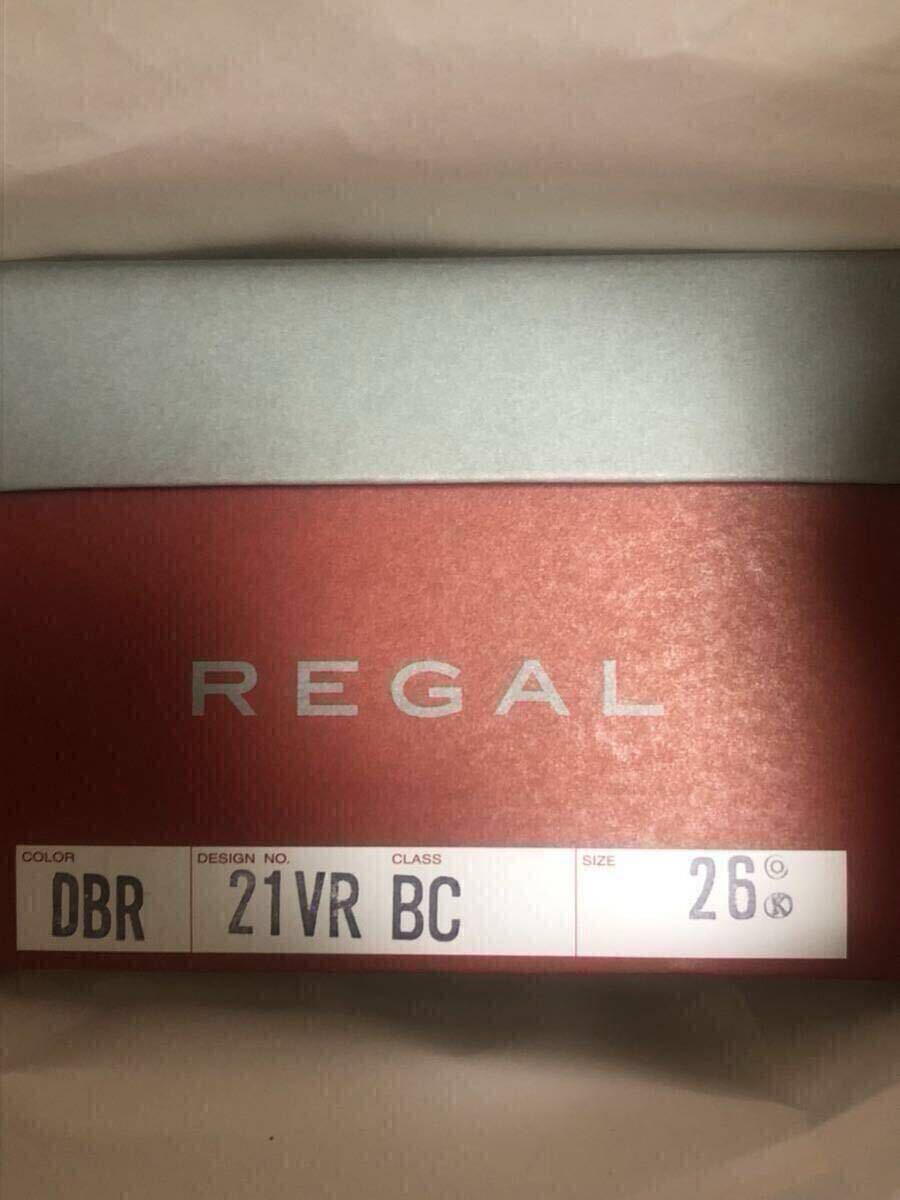 REGAL
COLOR DESIGN NO. CLASS SIZE
DBR 21VR BC 26 Ⓞ
Ⓚ